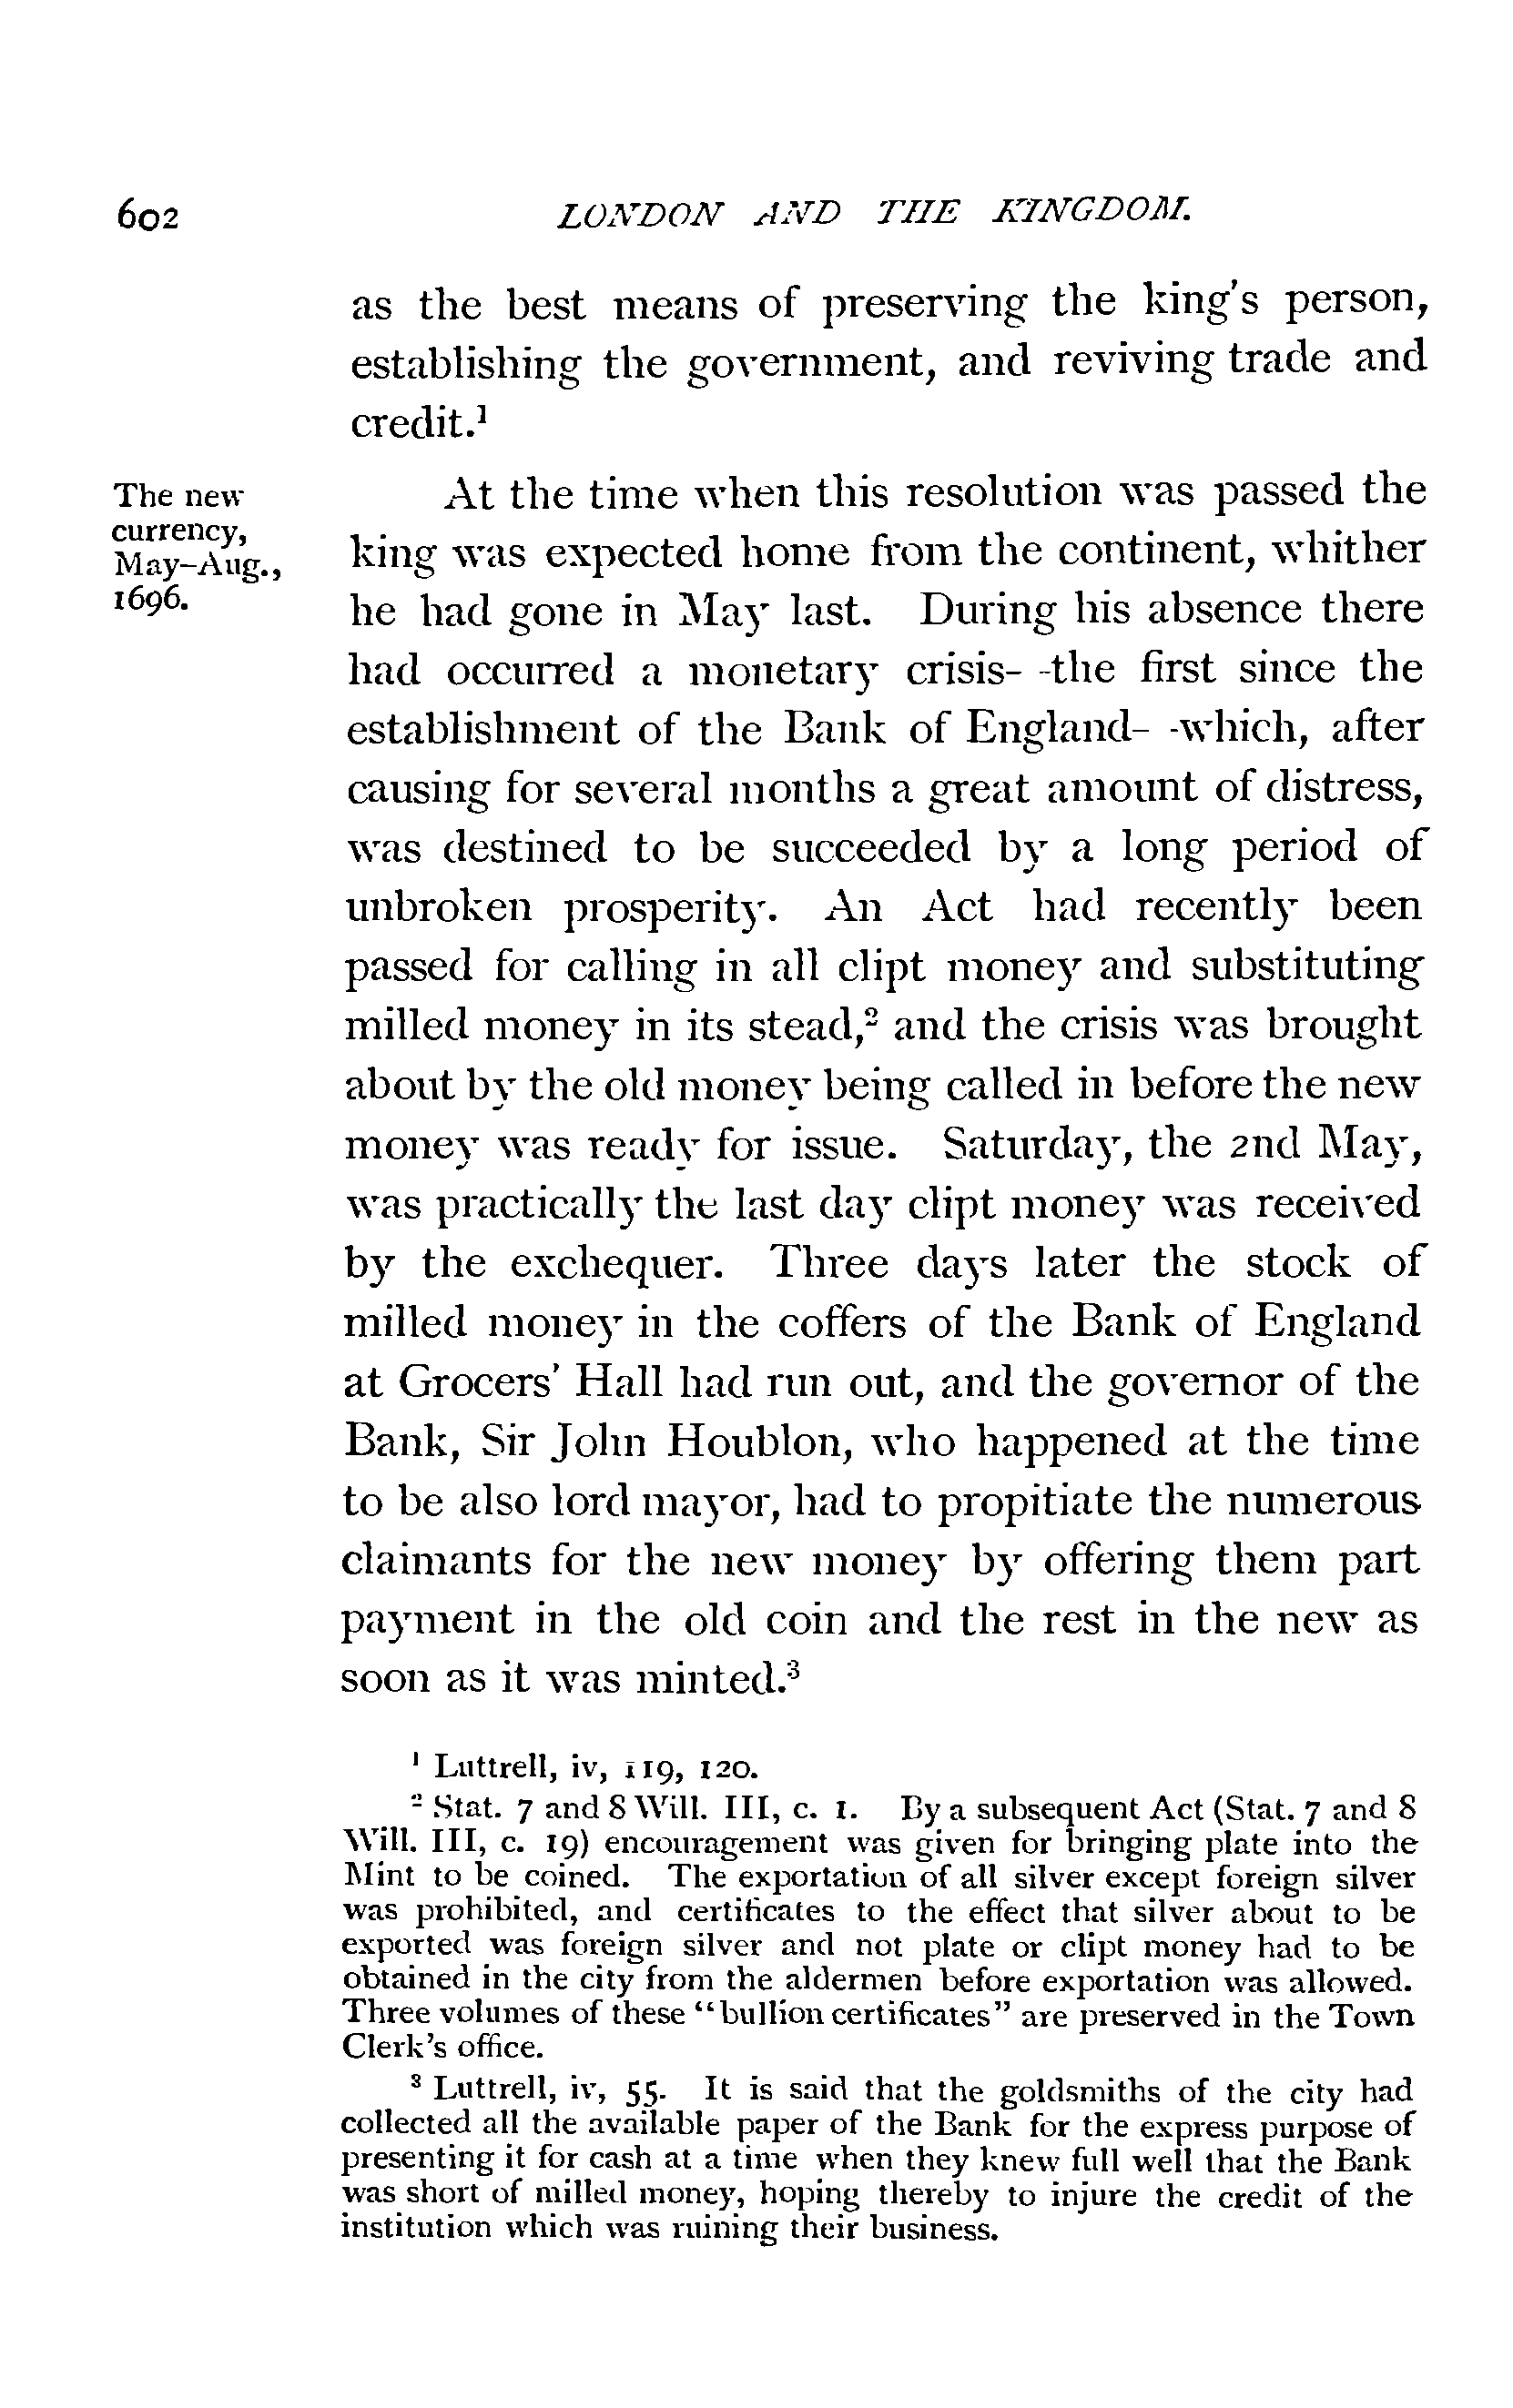 602 LONDON AND THE KINGDOM.
as the best means of preserving the king's person,
establishing the government, and reviving trade and
credit.¹
The new
currency,
May-Aug.,
1696.
At the time when this resolution was passed the
king was expected home from the continent, whither
he had gone in May last. During his absence there
had occurred a monetary crisis--the first since the
establishment of the Bank of England--which, after
causing for several months a great amount of distress,
was destined to be succeeded by a long period of
unbroken prosperity. An Act had recently been
passed for calling in all clipt money and substituting
milled money in its stead,² and the crisis was brought
about by the old money being called in before the new
money was ready for issue. Saturday, the 2nd May,
was practically the last day clipt money was received
by the exchequer. Three days later the stock of
milled money in the coffers of the Bank of England
at Grocers' Hall had run out, and the governor of the
Bank, Sir John Houblon, who happened at the time
to be also lord mayor, had to propitiate the numerous
claimants for the new money by offering them part
payment in the old coin and the rest in the new as
soon as it was minted.³
¹ Luttrell, iv, 119, 120.
² Stat. 7 and 8 Will. III, c. 1. By a subsequent Act (Stat. 7 and 8
Will. III, c. 19) encouragement was given for bringing plate into the
Mint to be coined. The exportation of all silver except foreign silver
was prohibited, and certificates to the effect that silver about to be
exported was foreign silver and not plate or clipt money had to be
obtained in the city from the aldermen before exportation was allowed.
Three volumes of these "bullion certificates" are preserved in the Town
Clerk's office.
³ Luttrell, iv, 55. It is said that the goldsmiths of the city had
collected all the available paper of the Bank for the express purpose of
presenting it for cash at a time when they knew full well that the Bank
was short of milled money, hoping thereby to injure the credit of the
institution which was ruining their business.